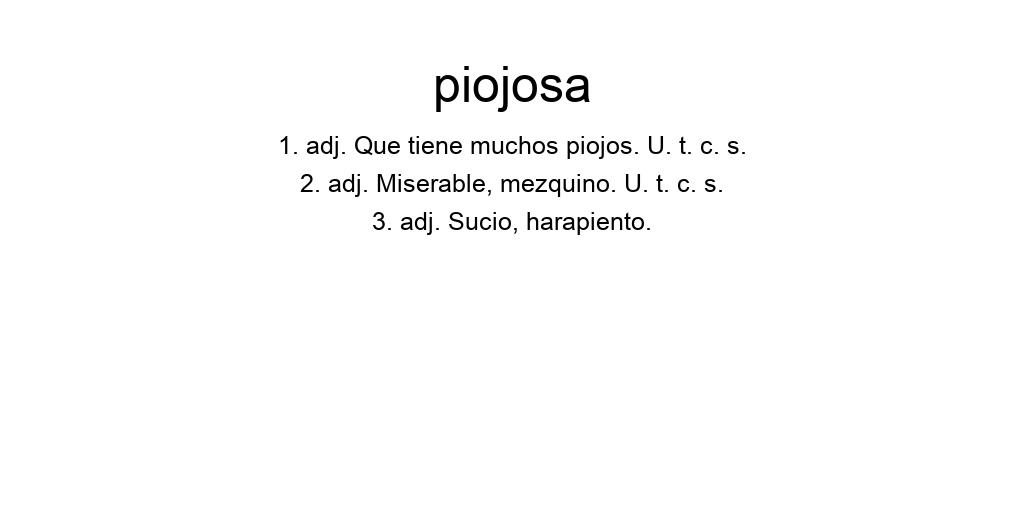 piojosa
1. adj. Que tiene muchos piojos. U. t. c. s.
2. adj. Miserable, mezquino. U. t. c. s.
3. adj. Sucio, harapiento.